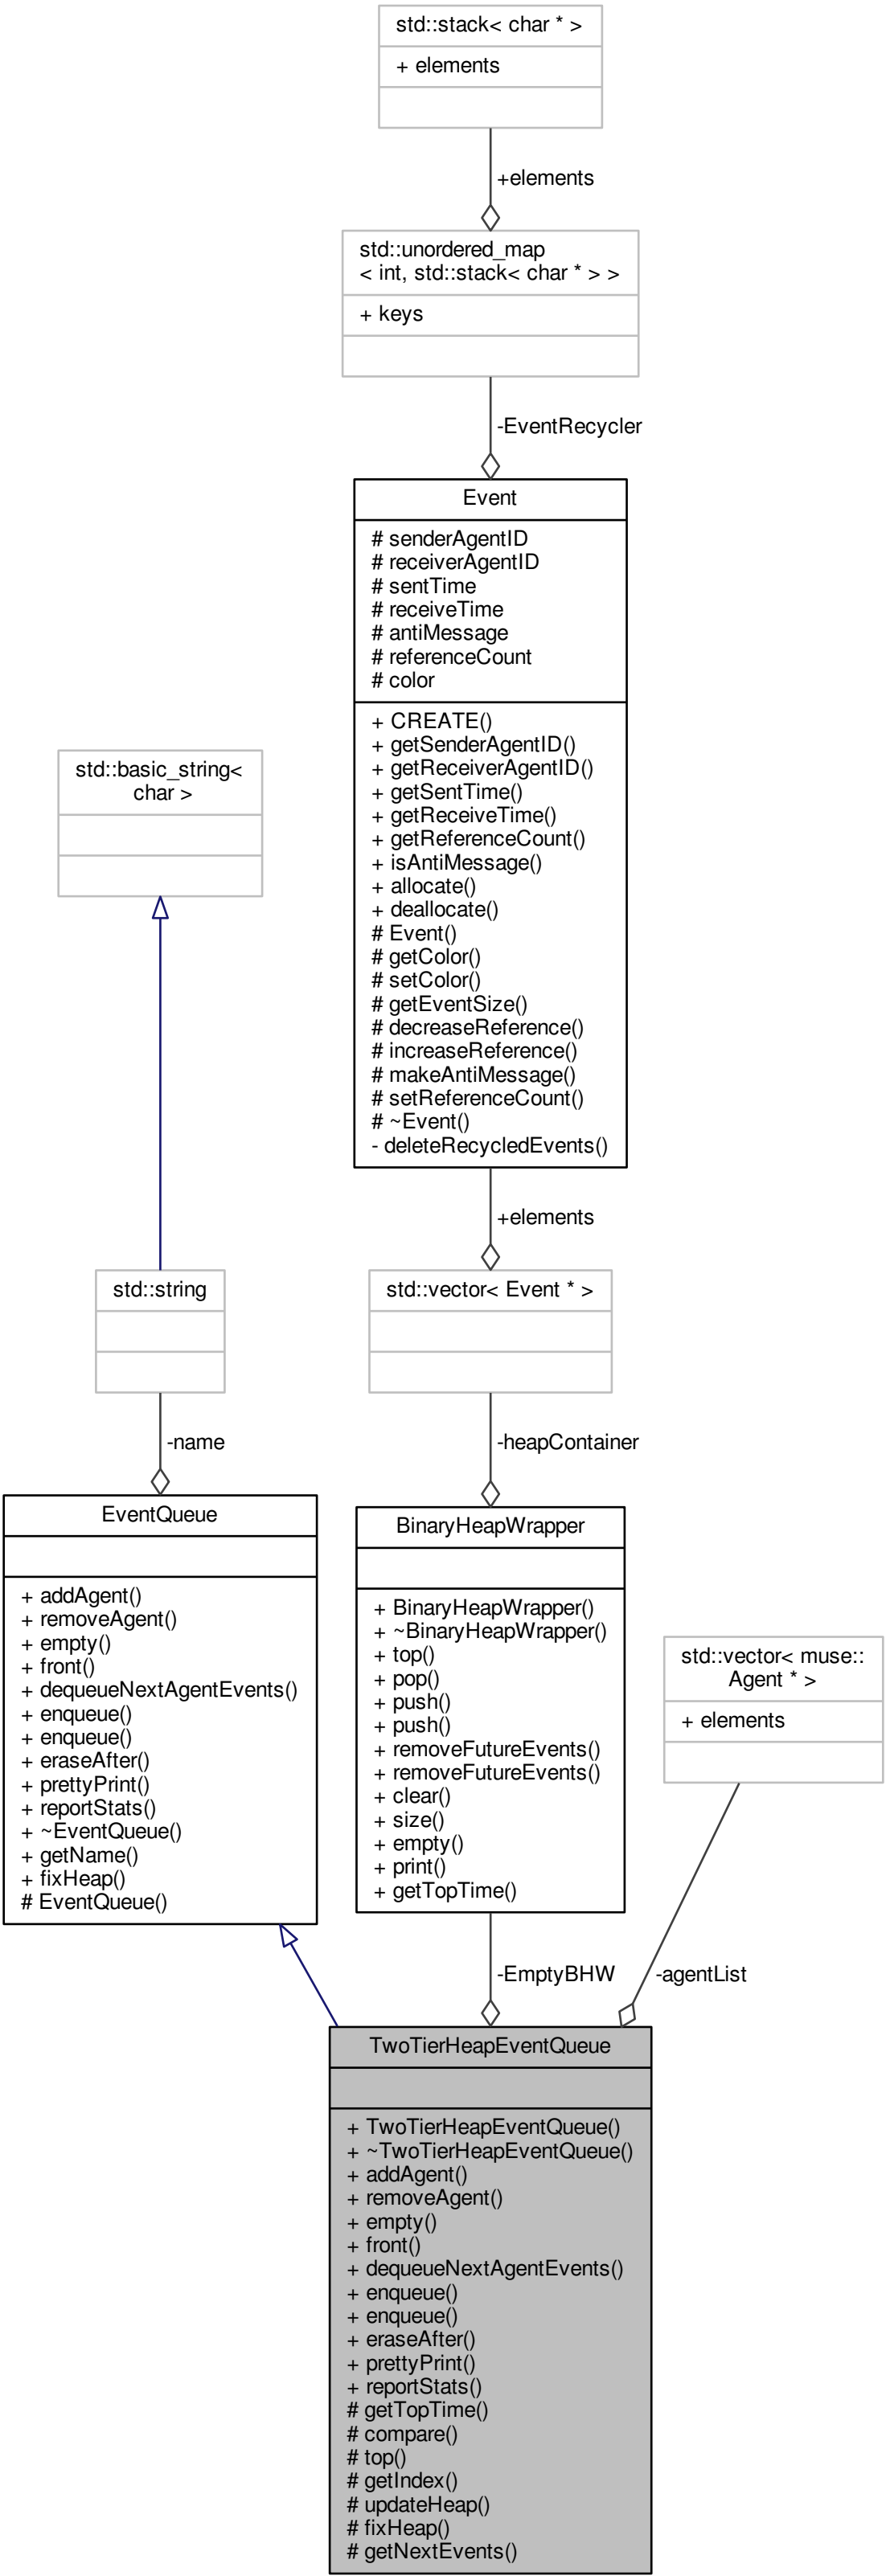 std::stack< char * >
+ elements
+elements
std::unordered_map
< int, std::stack< char * > >
+ keys
-EventRecycler
Event
# senderAgentID
# receiverAgentID
# sentTime
# receiveTime
# antiMessage
# referenceCount
# color
+ CREATE()
+ getSenderAgentID()
+ getReceiverAgentID()
+ getSentTime()
+ getReceiveTime()
+ getReferenceCount()
+ isAntiMessage()
+ allocate()
+ deallocate()
# Event()
# getColor()
# setColor()
# getEventSize()
# decreaseReference()
# increaseReference()
# makeAntiMessage()
# setReferenceCount()
# ~Event()
- deleteRecycledEvents()
std::basic_string<
char >
+elements
std::string
std::vector< Event * >
-name
-heapContainer
EventQueue
+ addAgent()
+ removeAgent()
+ empty()
+ front()
+ dequeueNextAgentEvents()
+ enqueue()
+ enqueue()
+ eraseAfter()
+ prettyPrint()
+ reportStats()
+ ~EventQueue()
+ getName()
+ fixHeap()
# EventQueue()
BinaryHeapWrapper
+ BinaryHeapWrapper()
+ ~BinaryHeapWrapper()
+ top()
+ pop()
+ push()
+ push()
+ removeFutureEvents()
+ removeFutureEvents()
+ clear()
+ size()
+ empty()
+ print()
+ getTopTime()
std::vector< muse::
Agent * >
+ elements
-EmptyBHW
-agentList
TwoTierHeapEventQueue
+ TwoTierHeapEventQueue()
+ ~TwoTierHeapEventQueue()
+ addAgent()
+ removeAgent()
+ empty()
+ front()
+ dequeueNextAgentEvents()
+ enqueue()
+ enqueue()
+ eraseAfter()
+ prettyPrint()
+ reportStats()
# getTopTime()
# compare()
# top()
# getIndex()
# updateHeap()
# fixHeap()
# getNextEvents()